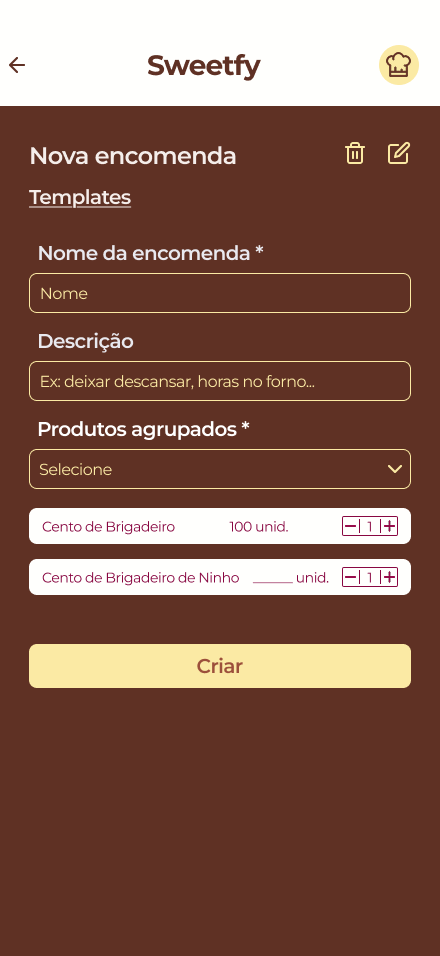 Sweetfy
Nova encomenda
Templates
Nome da encomenda *
Nome
Descrição
Ex: deixar descansar, horas no forno...
Produtos agrupados *
Selecione
Cento de Brigadeiro 100 unid. 1
Cento de Brigadeiro de Ninho ______ unid. 1
Criar